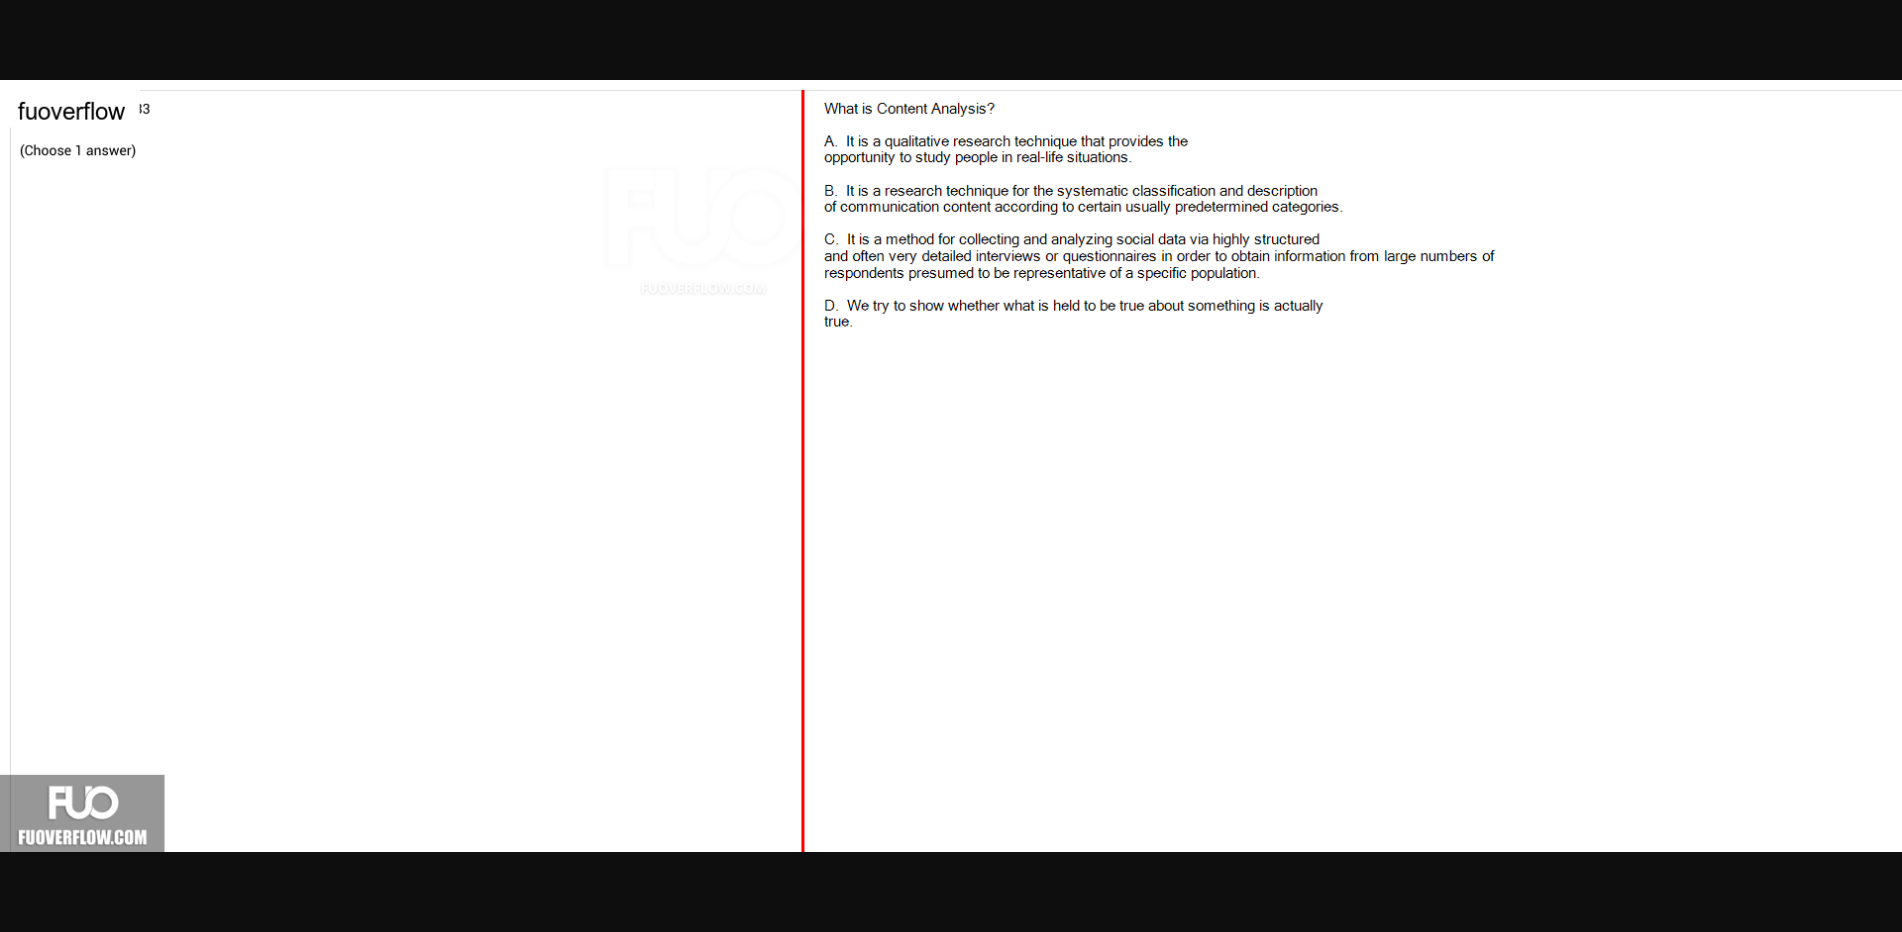 fuoverflow
33
(Choose 1 answer)
FUO
FUOVERFLOW.COM
What is Content Analysis?
A. It is a qualitative research technique that provides the
opportunity to study people in real-life situations.
B. It is a research technique for the systematic classification and description
of communication content according to certain usually predetermined categories.
C. It is a method for collecting and analyzing social data via highly structured
and often very detailed interviews or questionnaires in order to obtain information from large numbers of
respondents presumed to be representative of a specific population.
D. We try to show whether what is held to be true about something is actually
true.
FUO
FUOVERFLOW.COM